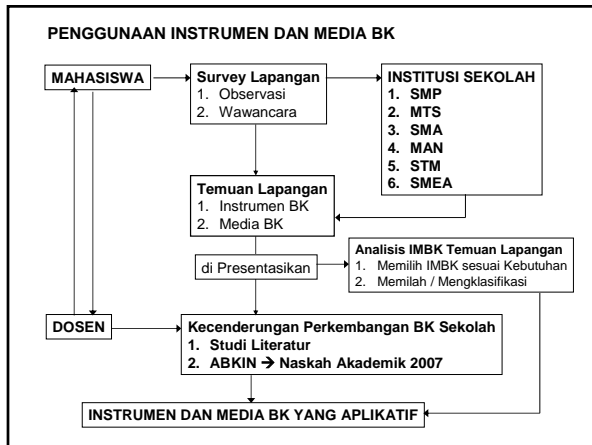 PENGGUNAAN INSTRUMEN DAN MEDIA BK
MAHASISWA
Survey Lapangan
1. Observasi
2. Wawancara
INSTITUSI SEKOLAH
1. SMP
2. MTS
3. SMA
4. MAN
5. STM
6. SMEA
Temuan Lapangan
1. Instrumen BK
2. Media BK
di Presentasikan
Analisis IMBK Temuan Lapangan
1. Memilih IMBK sesuai Kebutuhan
2. Memilah / Mengklasifikasi
DOSEN
Kecenderungan Perkembangan BK Sekolah
1. Studi Literatur
2. ABKIN → Naskah Akademik 2007
INSTRUMEN DAN MEDIA BK YANG APLIKATIF